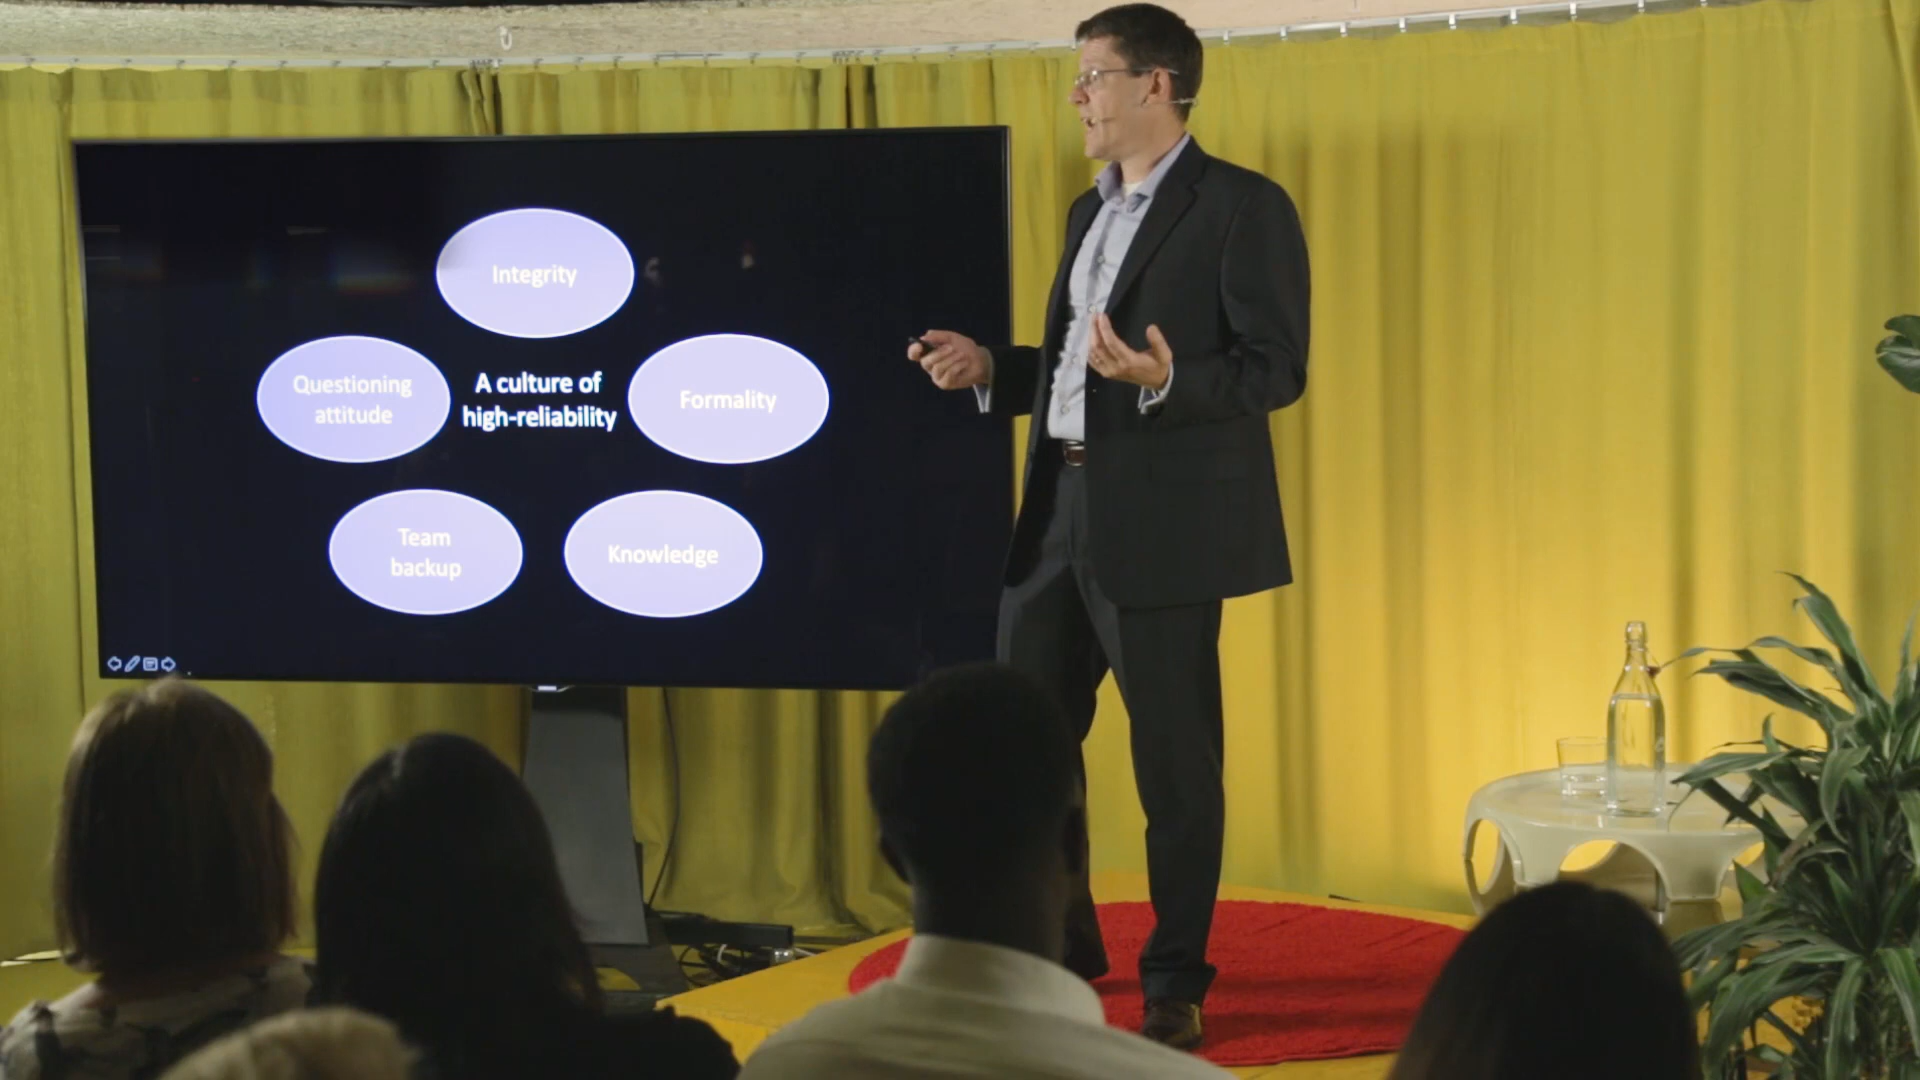 Integrity
Questioning
attitude
A culture of
high-reliability
Formality
Team
backup
Knowledge